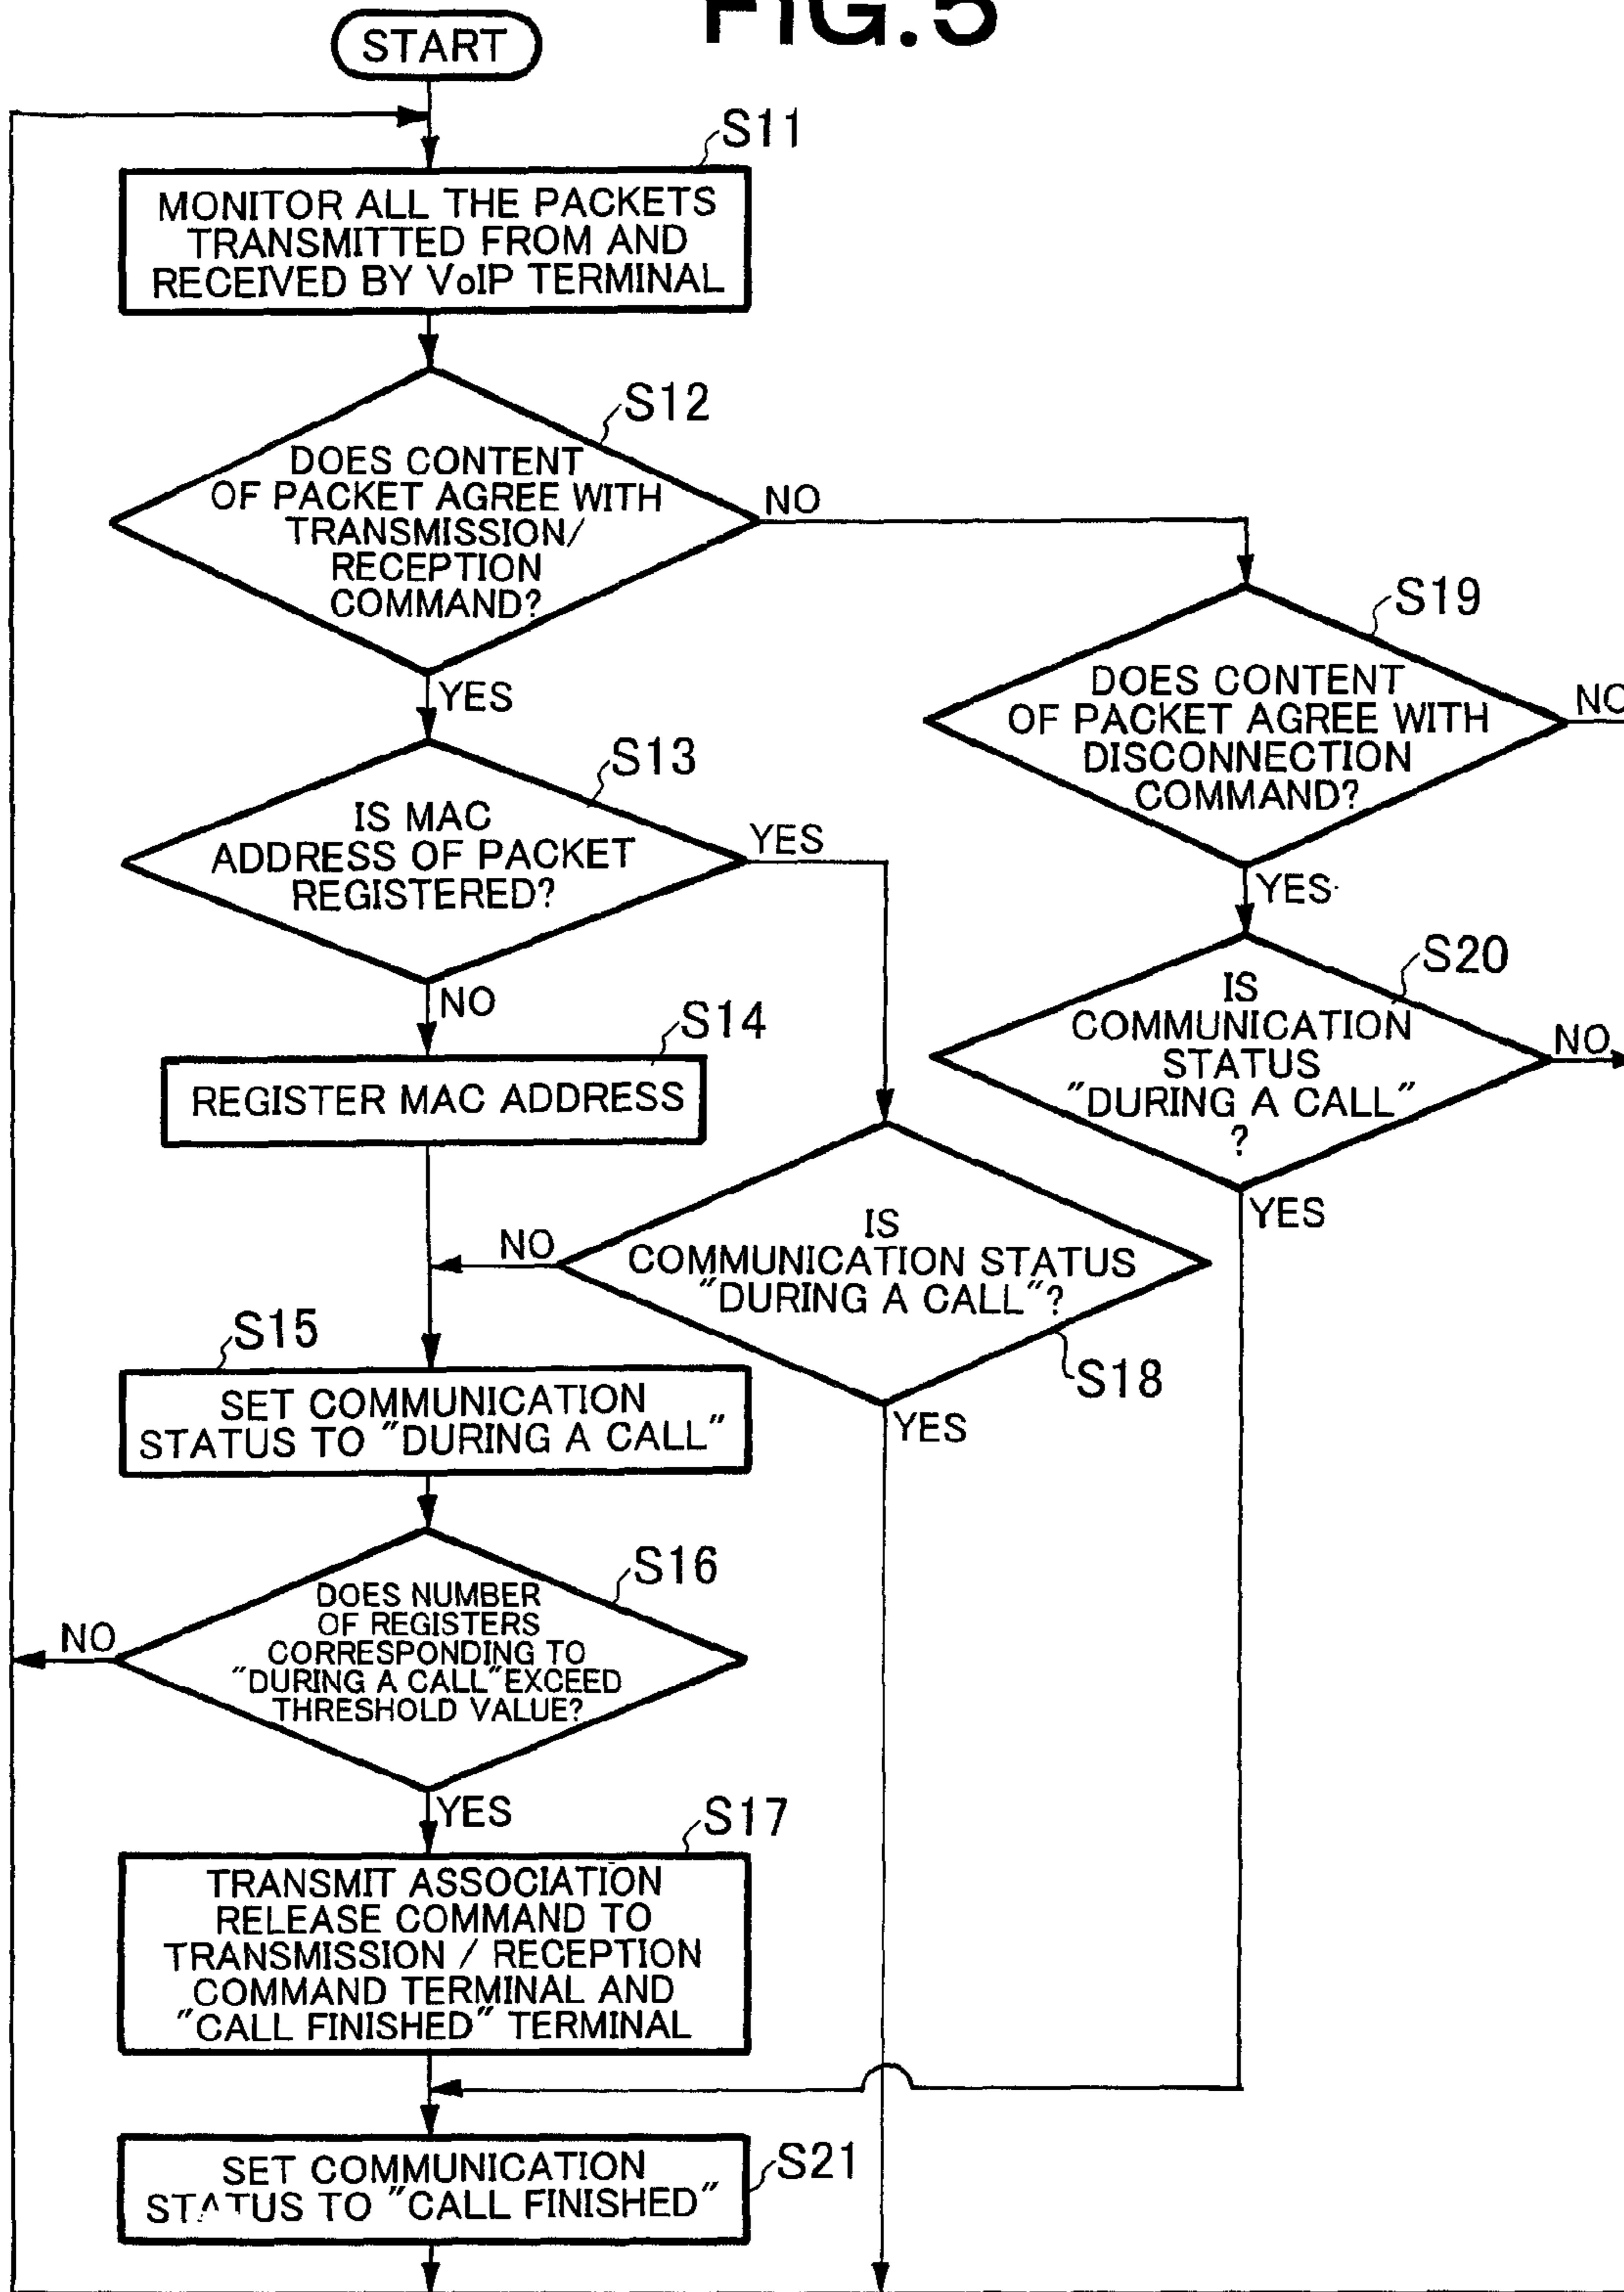 FIG.5
START
S11
MONITOR ALL THE PACKETS
TRANSMITTED FROM AND
RECEIVED BY VoIP TERMINAL
S12
DOES CONTENT
OF PACKET AGREE WITH
TRANSMISSION/
RECEPTION
COMMAND?
NO
YES
S19
DOES CONTENT
OF PACKET AGREE WITH
DISCONNECTION
COMMAND?
NO
YES
S13
IS MAC
ADDRESS OF PACKET
REGISTERED?
YES
NO
S20
IS
COMMUNICATION
STATUS
"DURING A CALL"
?
NO
YES
S14
REGISTER MAC ADDRESS
IS
COMMUNICATION STATUS
"DURING A CALL"?
NO
S18
YES
S15
SET COMMUNICATION
STATUS TO "DURING A CALL"
S16
DOES NUMBER
OF REGISTERS
CORRESPONDING TO
"DURING A CALL"EXCEED
THRESHOLD VALUE?
NO
YES
S17
TRANSMIT ASSOCIATION
RELEASE COMMAND TO
TRANSMISSION / RECEPTION
COMMAND TERMINAL AND
"CALL FINISHED" TERMINAL
S21
SET COMMUNICATION
STATUS TO "CALL FINISHED"